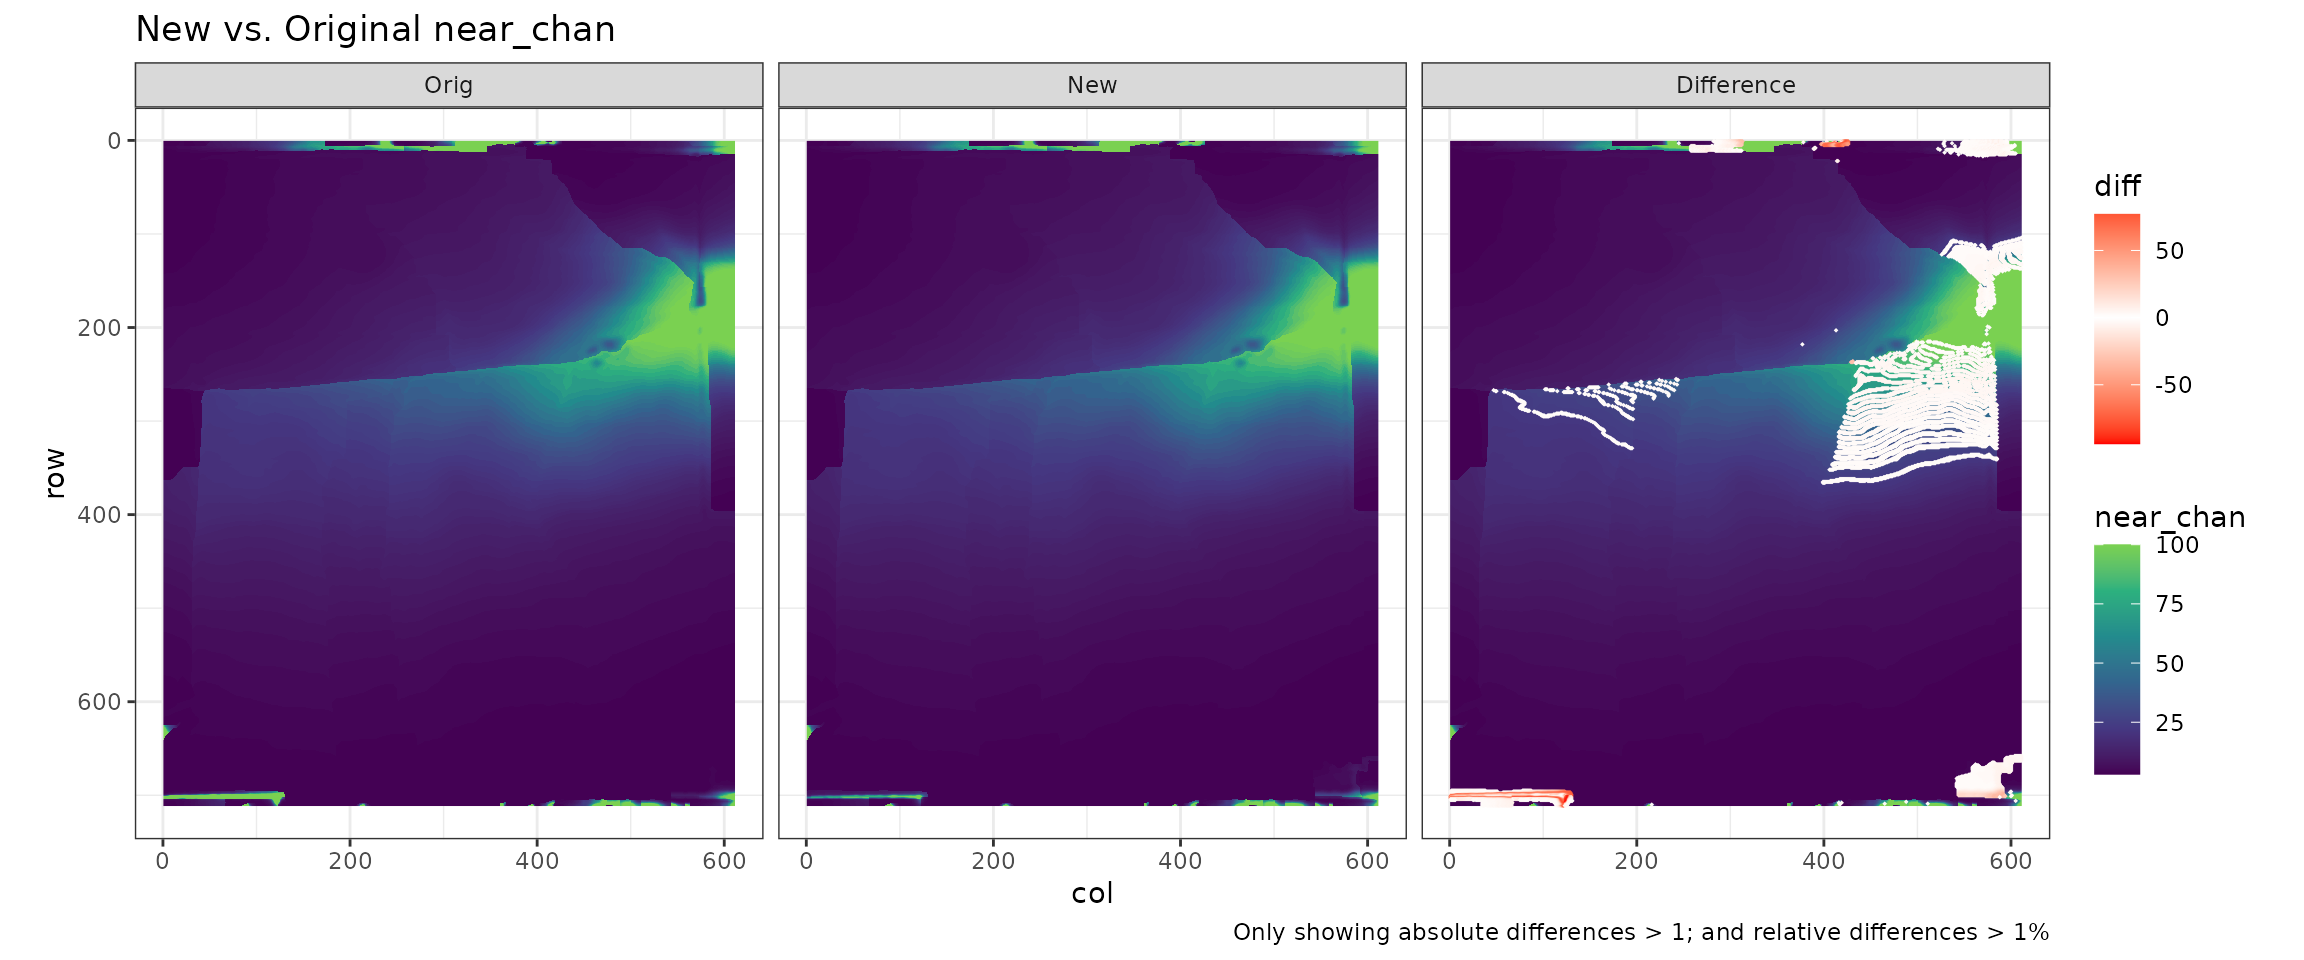 New vs. Original near_chan
Orig
New
Difference
0
200
400
600
row
0
200
400
600
0
200
400
600
0
200
400
600
col
diff
50
0
-50
near_chan
100
75
50
25
Only showing absolute differences > 1; and relative differences > 1%